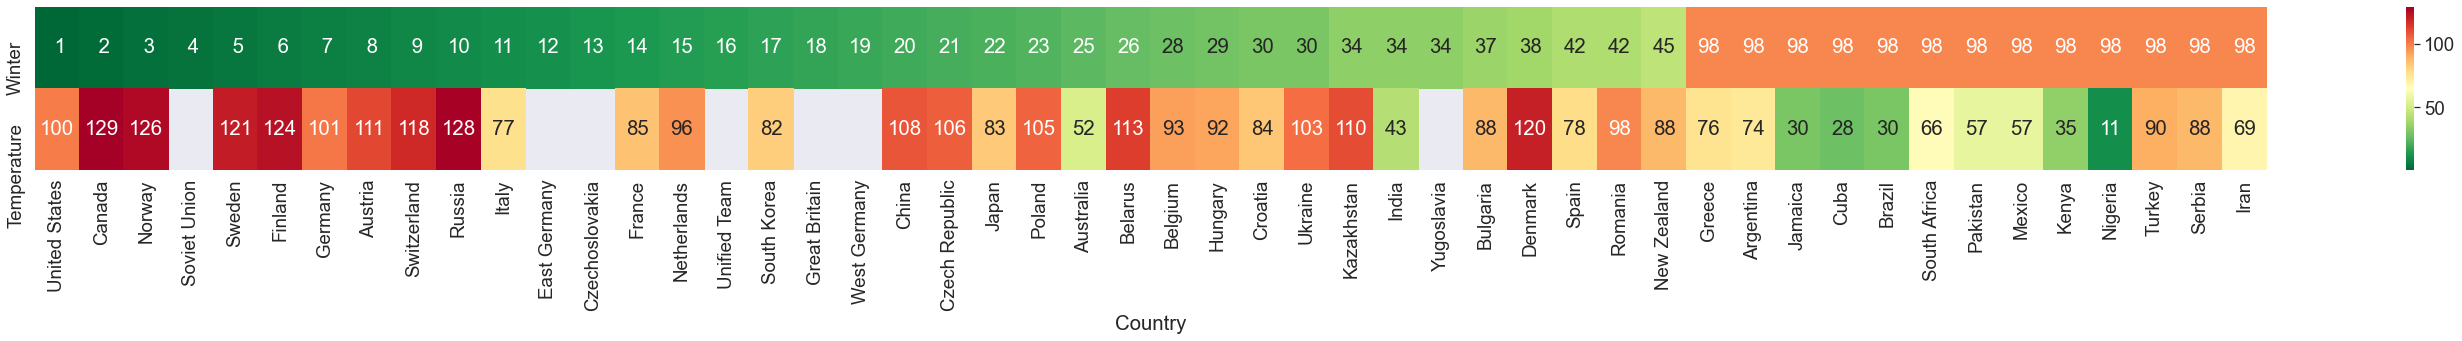 Winter 1 2 3 4 5 6 7 8 9 10 11 12 13 14 15 16 17 18 19 20 21 22 23 25 26 28 29 30 30 34 34 34 37 38 42 42 45 98 98 98 98 98 98 98 98 98 98 98 98 98
Temperature 100 129 126 121 124 101 111 118 128 77 85 96 82 108 106 83 105 52 113 93 92 84 103 110 43 88 120 78 98 88 76 74 30 28 30 66 57 57 35 11 90 88 69
United States
Canada
Norway
Soviet Union
Sweden
Finland
Germany
Austria
Switzerland
Russia
Italy
East Germany
Czechoslovakia
France
Netherlands
Unified Team
South Korea
Great Britain
West Germany
China
Czech Republic
Japan
Poland
Australia
Belarus
Belgium
Hungary
Croatia
Ukraine
Kazakhstan
India
Yugoslavia
Bulgaria
Denmark
Spain
Romania
New Zealand
Greece
Argentina
Jamaica
Cuba
Brazil
South Africa
Pakistan
Mexico
Kenya
Nigeria
Turkey
Serbia
Iran
Country
100
50